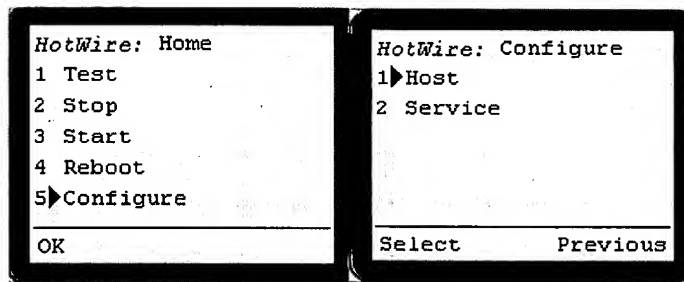 HotWire: Home
1 Test
2 Stop
3 Start
4 Reboot
5 Configure
OK
HotWire: Configure
1 Host
2 Service
Select Previous